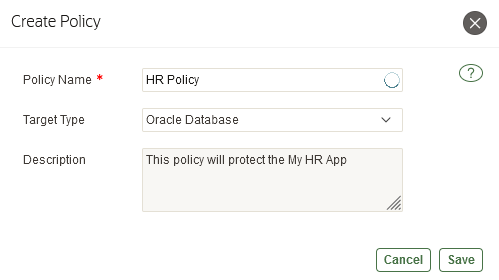 Create Policy
Policy Name * HR Policy
?
Target Type Oracle Database
Description This policy will protect the My HR App
Cancel Save